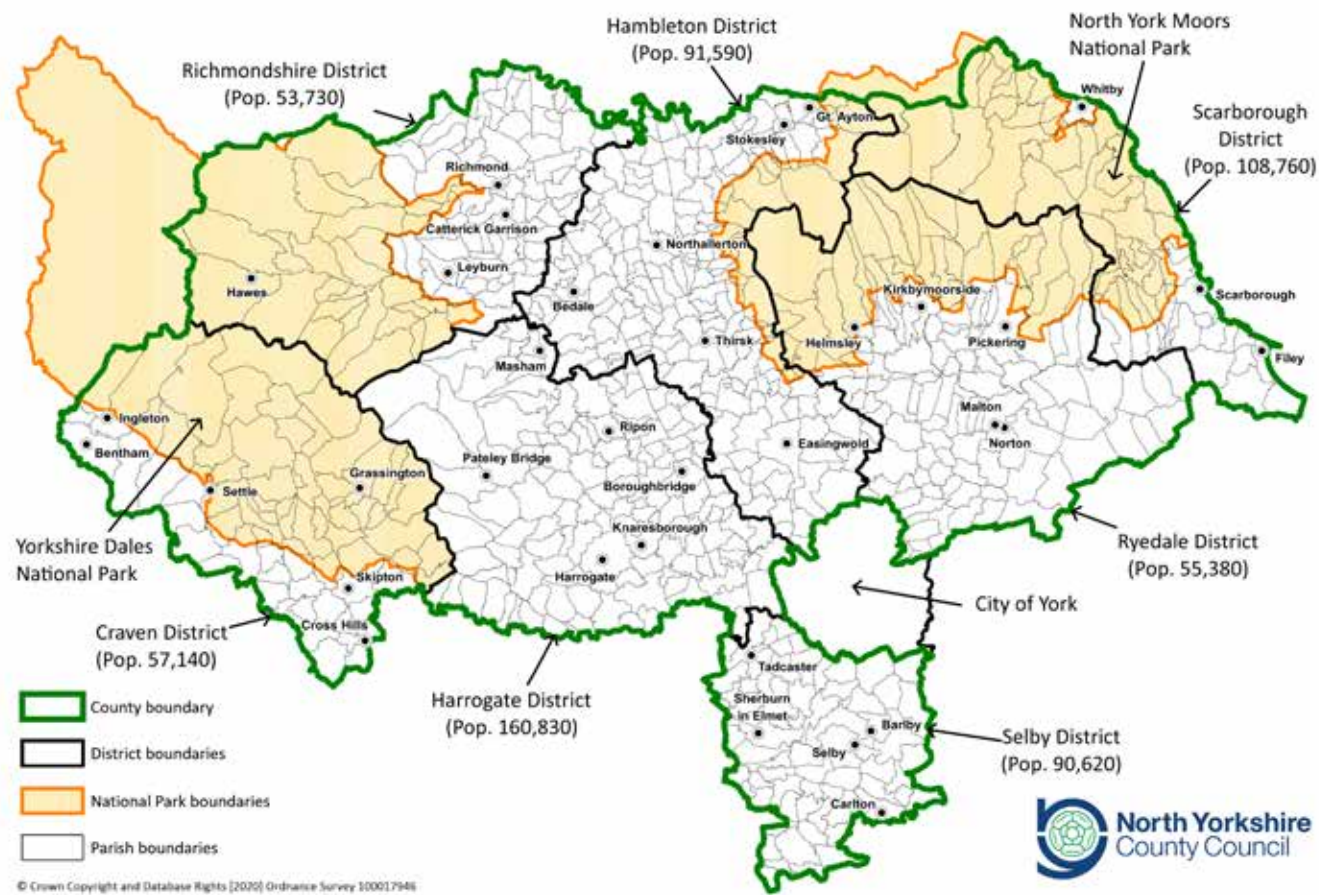 Hambleton District
(Pop. 91,590)
North York Moors
National Park
Richmondshire District
(Pop. 53,730)
Scarborough
District
(Pop. 108,760)
Whitby
Gt. Ayton
Stokesley
Richmond
Catterick Garrison
Northallerton
Leyburn
Hawes
Bedale
Kirkbymoorside
Scarborough
Thirsk
Helmsley
Pickering
Filey
Masham
Ingleton
Bentham
Malton
Norton
Ripon
Easingwold
Pateley Bridge
Grassington
Settle
Boroughbridge
Knaresborough
Harrogate
Yorkshire Dales
National Park
Skipton
Ryedale District
(Pop. 55,380)
City of York
Cross Hills
Craven District
(Pop. 57,140)
Harrogate District
(Pop. 160,830)
Tadcaster
Sherburn
in Elmet
Barlby
Selby
Selby District
(Pop. 90,620)
Carlton
County boundary
District boundaries
National Park boundaries
Parish boundaries
North Yorkshire
County Council
© Crown Copyright and Database Rights [2020] Ordnance Survey 100017946